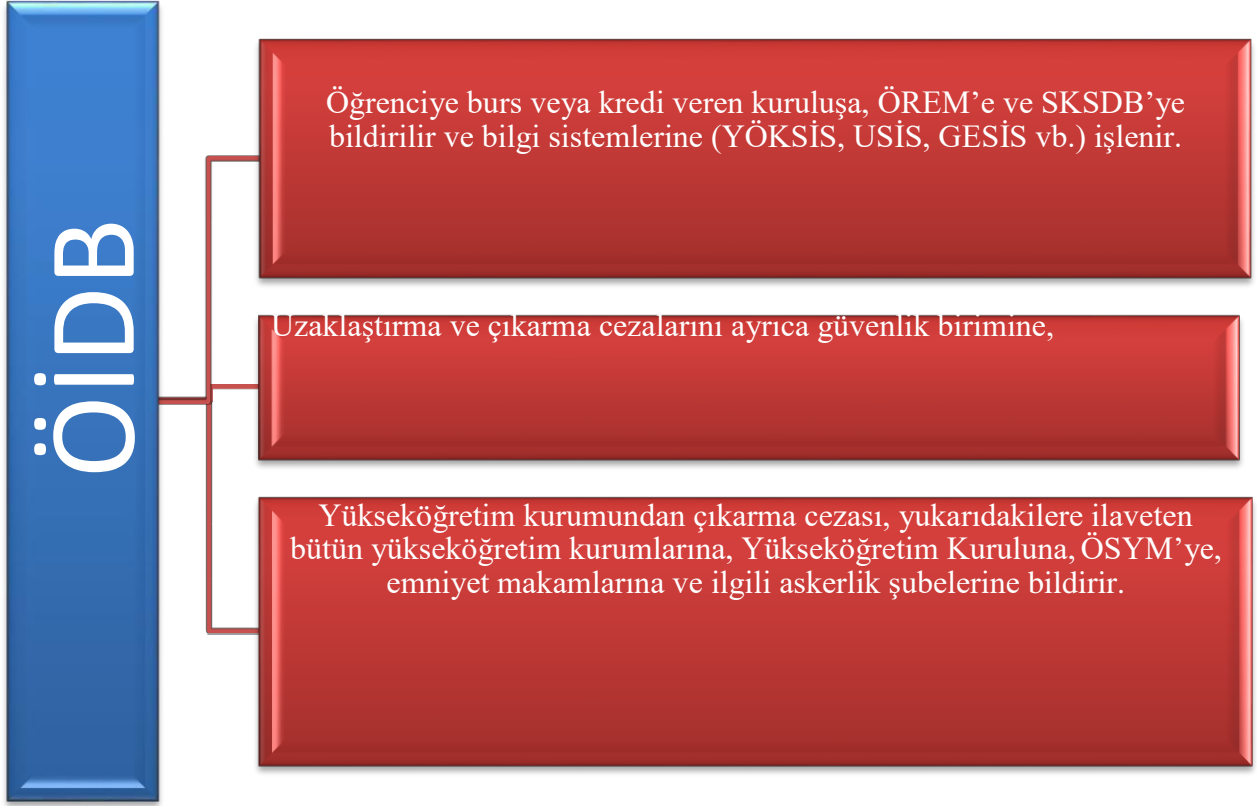 ÖİDB
Öğrenciye burs veya kredi veren kuruluşa, ÖREM’e ve SKSDB’ye
bildirilir ve bilgi sistemlerine (YÖKSİS, USİS, GESİS vb.) işlenir.
Uzaklaştırma ve çıkarma cezalarını ayrıca güvenlik birimine,
Yükseköğretim kurumundan çıkarma cezası, yukarıdakilere ilaveten
bütün yükseköğretim kurumlarına, Yükseköğretim Kuruluna, ÖSYM’ye,
emniyet makamlarına ve ilgili askerlik şubelerine bildirir.